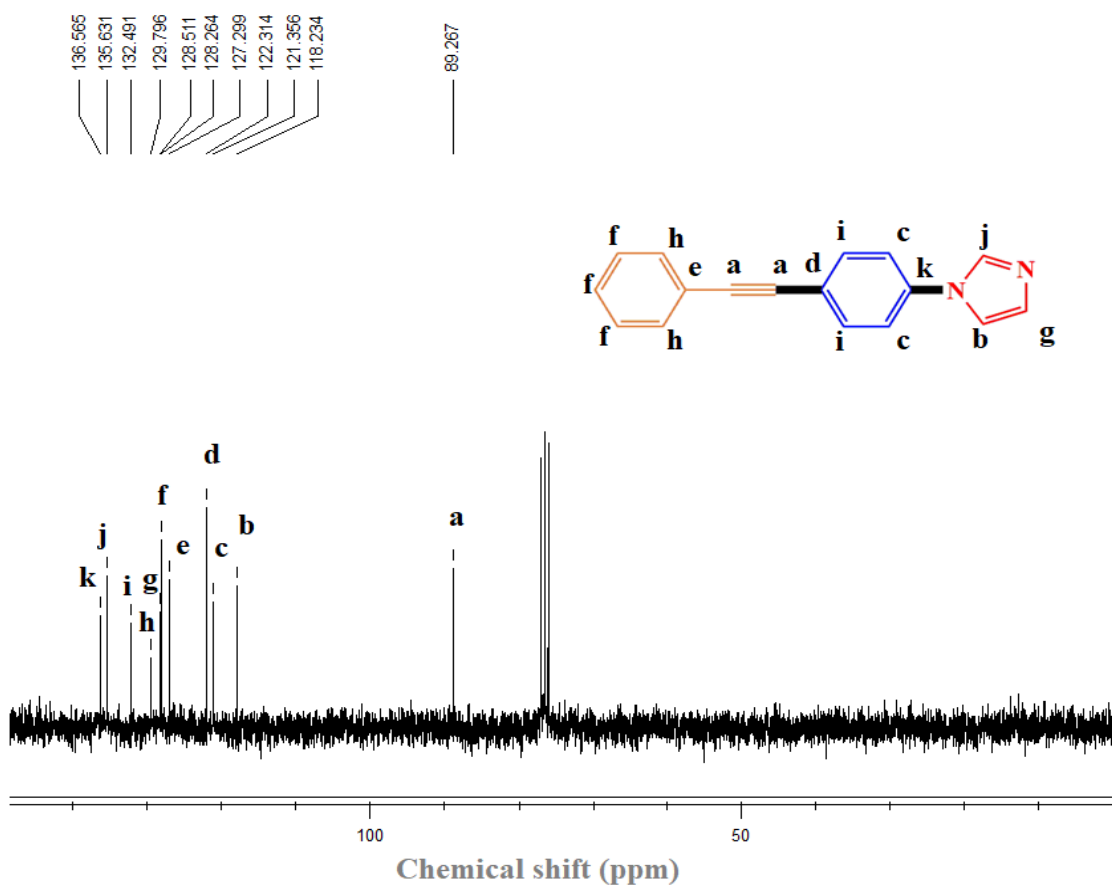 136.565
135.631
132.491
129.796
128.511
128.264
127.299
122.314
121.356
118.234
89.267
i c j
f h
e a a d k N N
f
f h i c b g
d
f
j e c b a
k i g
h
100 50
Chemical shift (ppm)